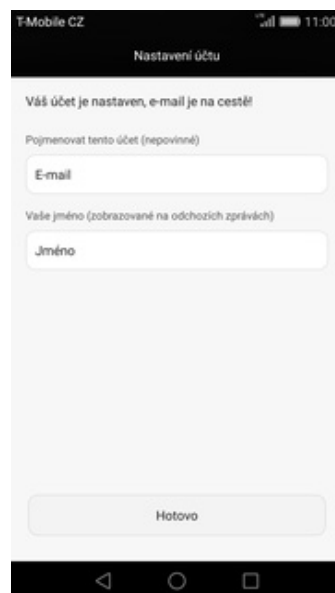 T-Mobile CZ 11:00
Nastavení účtu
Váš účet je nastaven, e-mail je na cestě!
Pojmenovat tento účet (nepovinné)
E-mail
Vaše jméno (zobrazované na odchozích zprávách)
Jméno
Hotovo